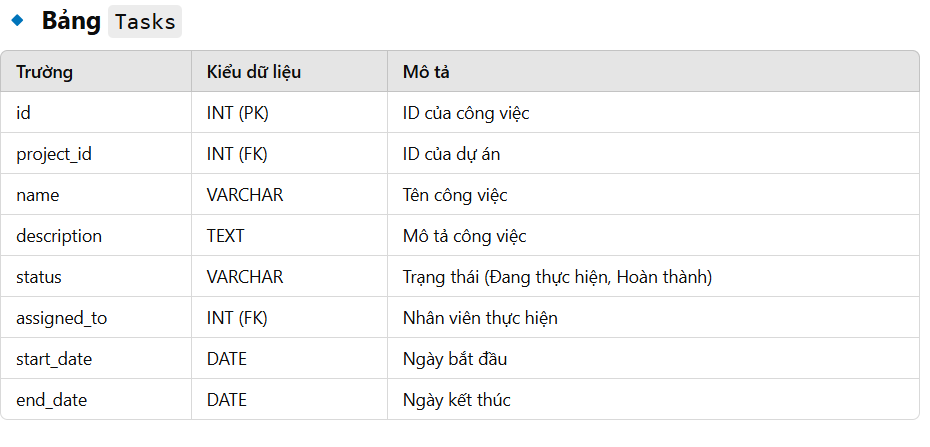 Bảng Tasks
Trường Kiểu dữ liệu Mô tả
id INT (PK) ID của công việc
project_id INT (FK) ID của dự án
name VARCHAR Tên công việc
description TEXT Mô tả công việc
status VARCHAR Trạng thái (Đang thực hiện, Hoàn thành)
assigned_to INT (FK) Nhân viên thực hiện
start_date DATE Ngày bắt đầu
end_date DATE Ngày kết thúc